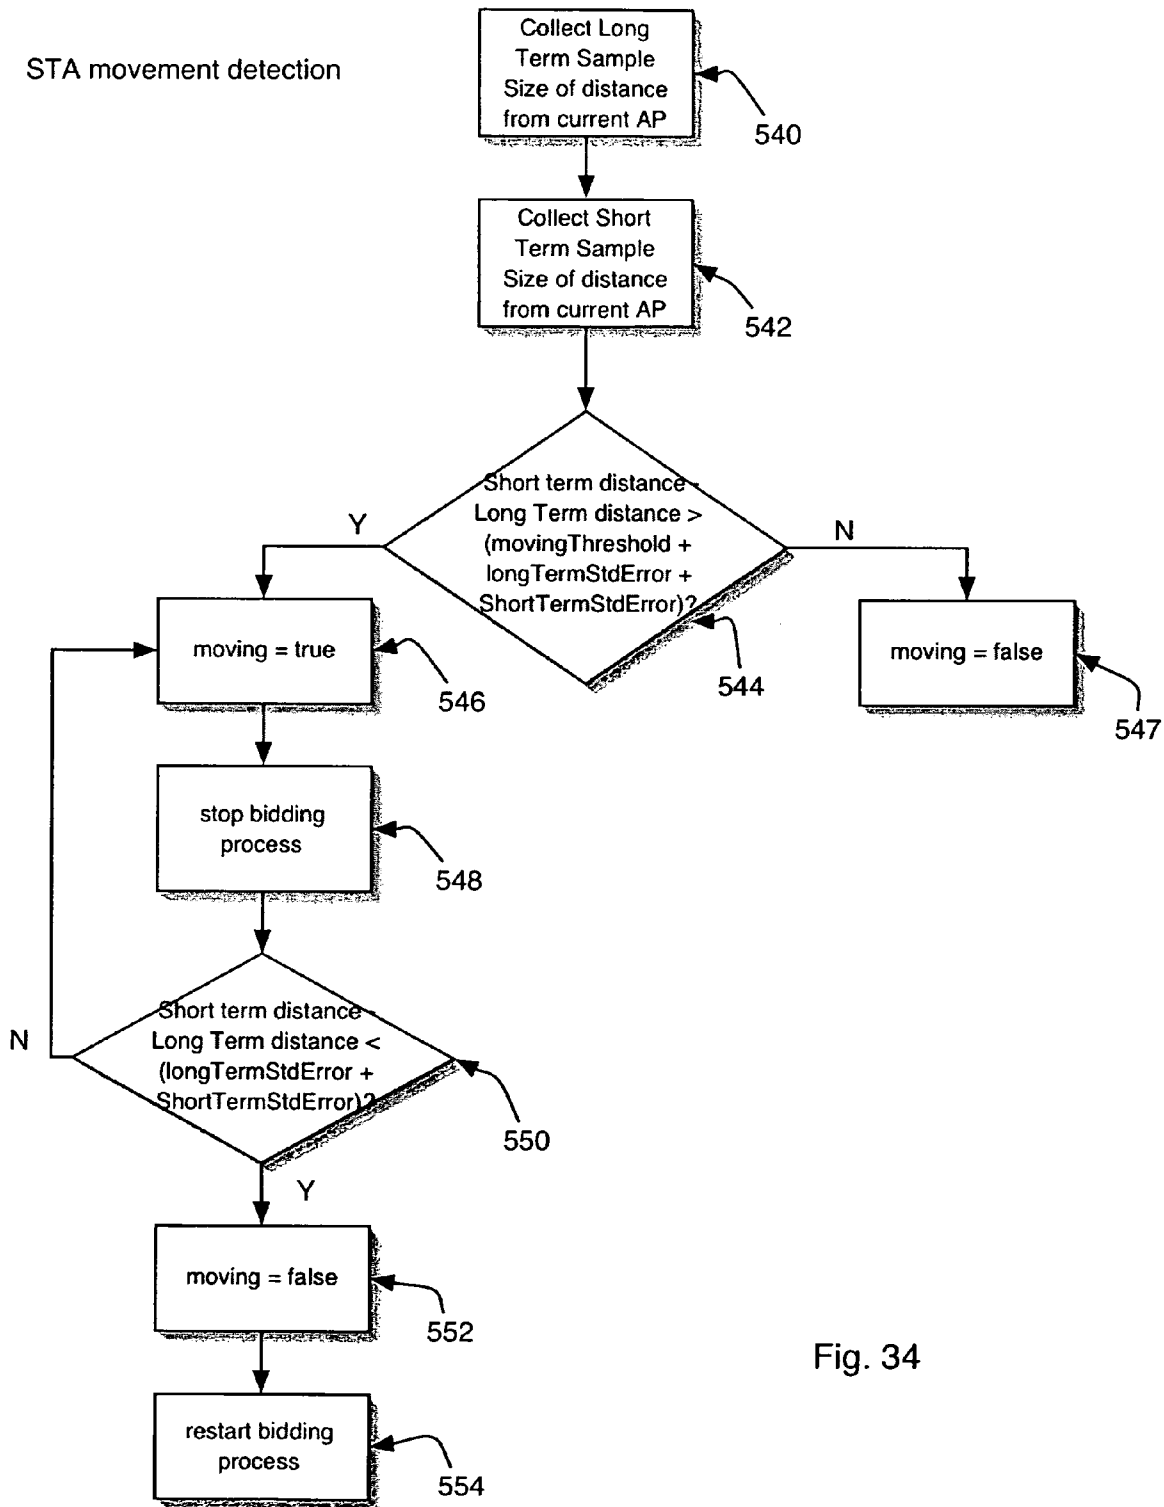 STA movement detection
Collect Long
Term Sample
Size of distance
from current AP
540
Collect Short
Term Sample
Size of distance
from current AP
542
Short term distance -
Long Term distance >
(movingThreshold +
longTermStdError +
ShortTermStdError)?
Y
N
544
moving = true
546
moving = false
547
stop bidding
process
548
Short term distance -
Long Term distance <
(longTermStdError +
ShortTermStdError)?
N
550
Y
moving = false
552
restart bidding
process
554
Fig. 34